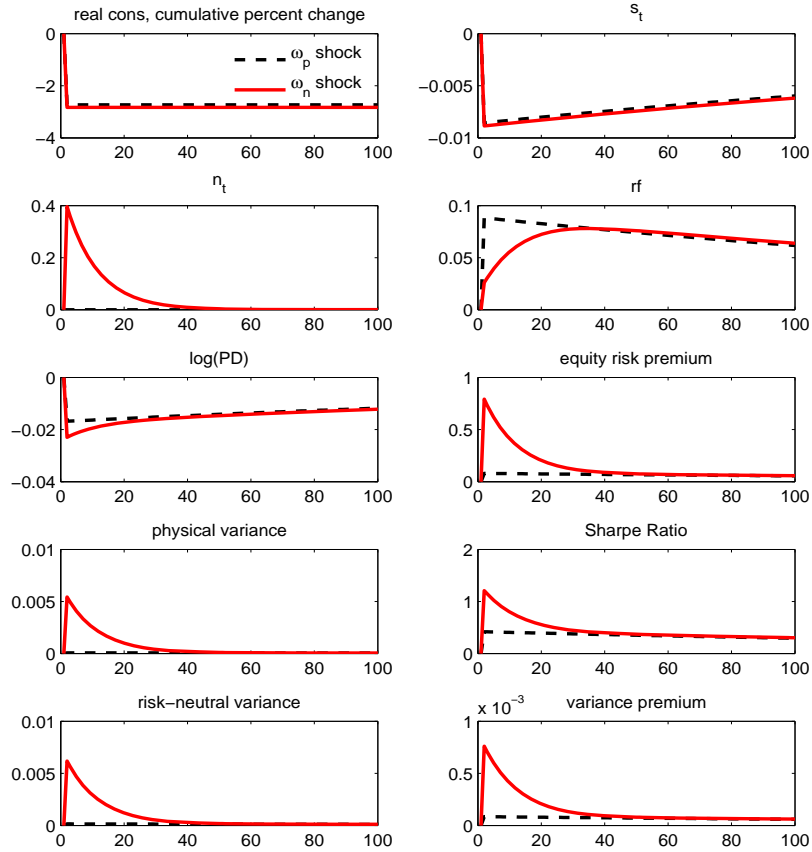 real cons, cumulative percent change
0
−2
−4
0 20 40 60 80 100
ω_p shock
ω_n shock
s_t
0
−0.005
−0.01
0 20 40 60 80 100
n_t
0.4
0.2
0
0 20 40 60 80 100
rf
0.1
0.05
0
0 20 40 60 80 100
log(PD)
0
−0.02
−0.04
0 20 40 60 80 100
equity risk premium
1
0.5
0
0 20 40 60 80 100
physical variance
0.01
0.005
0
0 20 40 60 80 100
Sharpe Ratio
2
1
0
0 20 40 60 80 100
risk−neutral variance
0.01
0.005
0
0 20 40 60 80 100
x 10^−3
variance premium
1
0.5
0
0 20 40 60 80 100